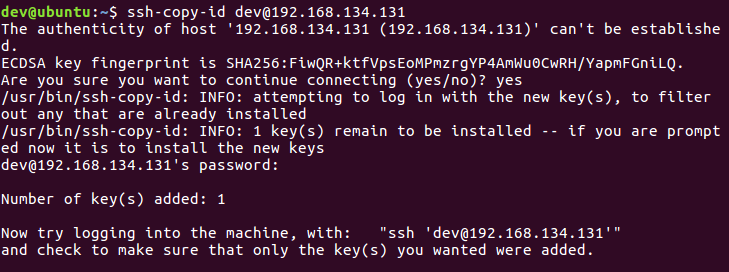 dev@ubuntu:~$ ssh-copy-id dev@192.168.134.131
The authenticity of host '192.168.134.131 (192.168.134.131)' can't be establishe
d.
ECDSA key fingerprint is SHA256:FiwQR+ktfVpsEoMPmzrgYP4AmWu0CwRH/YapmFGniLQ.
Are you sure you want to continue connecting (yes/no)? yes
/usr/bin/ssh-copy-id: INFO: attempting to log in with the new key(s), to filter
out any that are already installed
/usr/bin/ssh-copy-id: INFO: 1 key(s) remain to be installed -- if you are prompt
ed now it is to install the new keys
dev@192.168.134.131's password:
Number of key(s) added: 1
Now try logging into the machine, with:   "ssh 'dev@192.168.134.131'"
and check to make sure that only the key(s) you wanted were added.